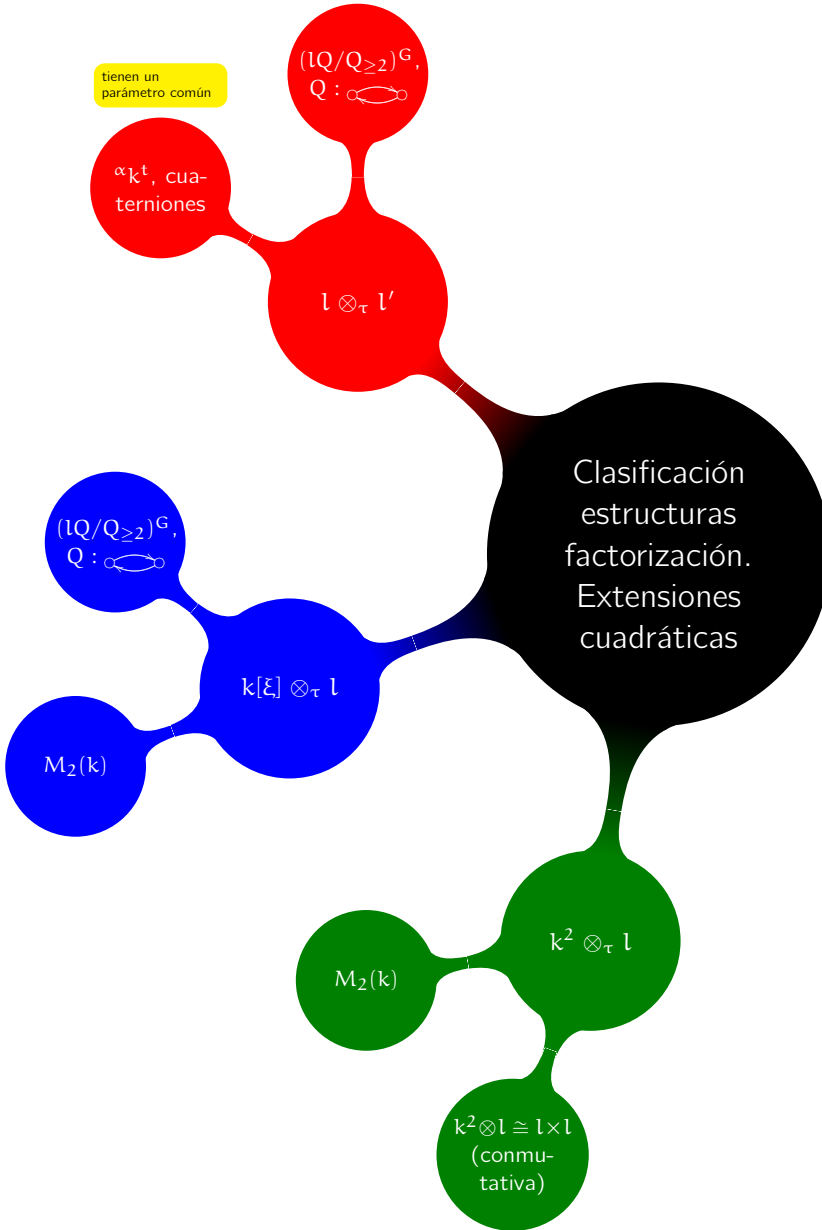 tienen un
parámetro común
(lQ/Q≥2)^G,
Q :
^αk^t, cua-
terniones
l ⊗_τ l′
Clasificación
estructuras
factorización.
Extensiones
cuadráticas
(lQ/Q≥2)^G,
Q :
k[ξ] ⊗_τ l
M₂(k)
k² ⊗_τ l
M₂(k)
k²⊗l ≅ l×l
(conmu-
tativa)